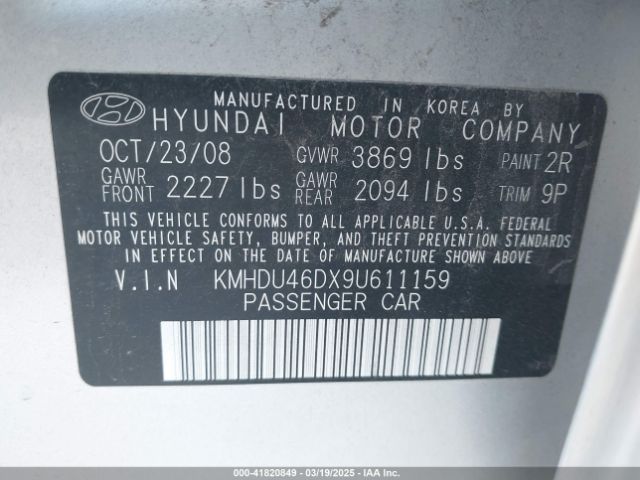 MANUFACTURED IN KOREA BY
HYUNDAI MOTOR COMPANY
OCT/23/08 GVWR 3869 lbs PAINT 2R
GAWR FRONT 2227 lbs GAWR REAR 2094 lbs TRIM 9P
THIS VEHICLE CONFORMS TO ALL APPLICABLE U.S.A. FEDERAL
MOTOR VEHICLE SAFETY, BUMPER, AND THEFT PREVENTION STANDARDS
IN EFFECT ON THE DATE OF MANUFACTURE SHOWN ABOVE
V.I.N KMHDU46DX9U611159
PASSENGER CAR
000-41820849 - 03/19/2025 - IAA Inc.